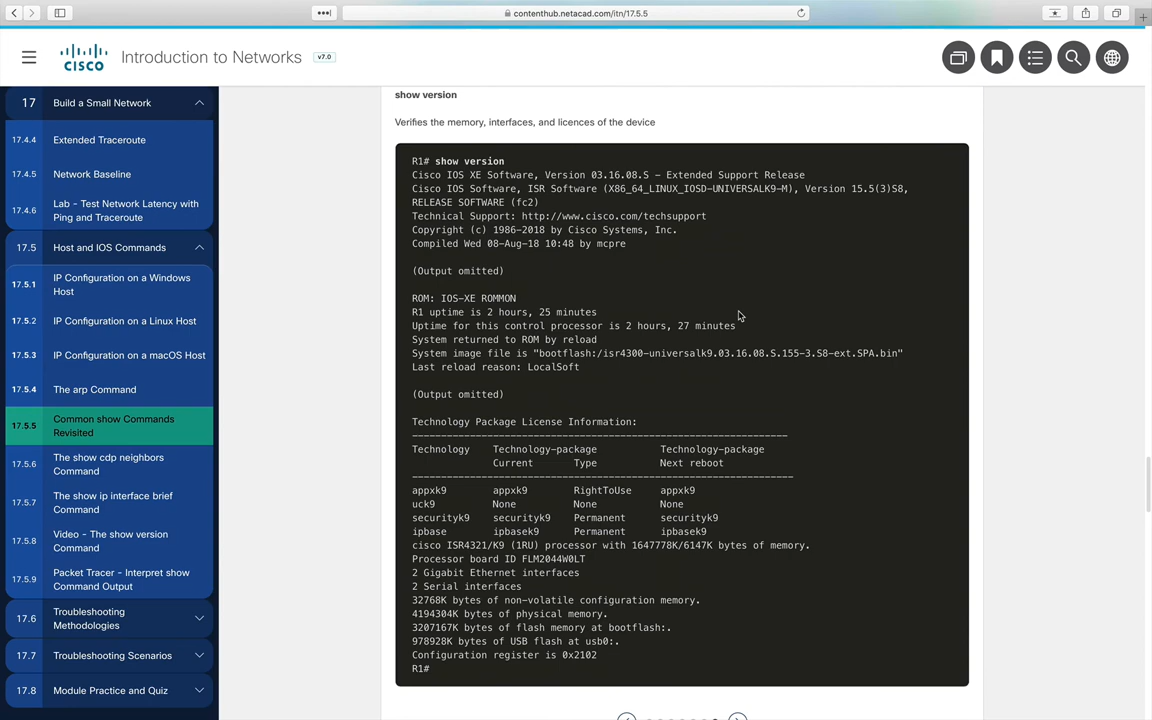 contenthub.netacad.com/itn/17.5.5
CISCO
Introduction to Networks
v7.0
17 Build a Small Network
17.4.4 Extended Traceroute
17.4.5 Network Baseline
17.4.6 Lab - Test Network Latency with
Ping and Traceroute
17.5 Host and IOS Commands
17.5.1 IP Configuration on a Windows
Host
17.5.2 IP Configuration on a Linux Host
17.5.3 IP Configuration on a macOS Host
17.5.4 The arp Command
17.5.5 Common show Commands
Revisited
17.5.6 The show cdp neighbors
Command
17.5.7 The show ip interface brief
Command
17.5.8 Video - The show version
Command
17.5.9 Packet Tracer - Interpret show
Command Output
17.6 Troubleshooting
Methodologies
17.7 Troubleshooting Scenarios
17.8 Module Practice and Quiz
show version
Verifies the memory, interfaces, and licences of the device
R1# show version
Cisco IOS XE Software, Version 03.16.08.S - Extended Support Release
Cisco IOS Software, ISR Software (X86_64_LINUX_IOSD-UNIVERSALK9-M), Version 15.5(3)S8,
RELEASE SOFTWARE (fc2)
Technical Support: http://www.cisco.com/techsupport
Copyright (c) 1986-2018 by Cisco Systems, Inc.
Compiled Wed 08-Aug-18 10:48 by mcpre
(Output omitted)
ROM: IOS-XE ROMMON
R1 uptime is 2 hours, 25 minutes
Uptime for this control processor is 2 hours, 27 minutes
System returned to ROM by reload
System image file is "bootflash:/isr4300-universalk9.03.16.08.S.155-3.S8-ext.SPA.bin"
Last reload reason: LocalSoft
(Output omitted)
Technology Package License Information:
-----------------------------------------------------------------
Technology Technology-package Technology-package
Current Type Next reboot
------------------------------------------------------------------
appxk9 appxk9 RightToUse appxk9
uck9 None None None
securityk9 securityk9 Permanent securityk9
ipbase ipbasek9 Permanent ipbasek9
cisco ISR4321/K9 (1RU) processor with 1647778K/6147K bytes of memory.
Processor board ID FLM2044W0LT
2 Gigabit Ethernet interfaces
2 Serial interfaces
32768K bytes of non-volatile configuration memory.
4194304K bytes of physical memory.
3207167K bytes of flash memory at bootflash:.
978928K bytes of USB flash at usb0:.
Configuration register is 0x2102
R1#